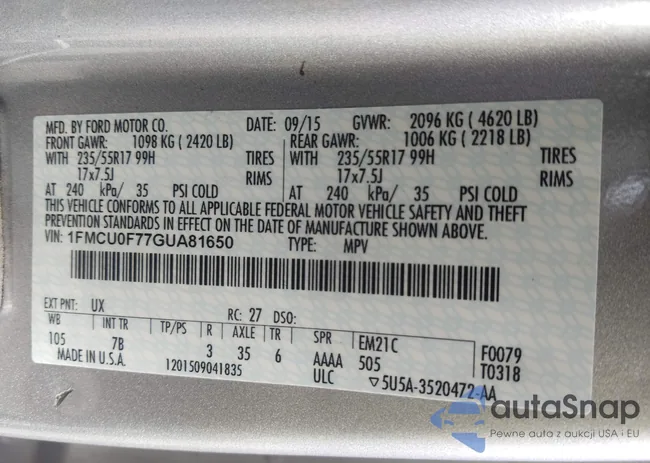 MFD. BY FORD MOTOR CO. DATE: 09/15 GVWR: 2096 KG ( 4620 LB)
FRONT GAWR: 1098 KG ( 2420 LB) REAR GAWR: 1006 KG ( 2218 LB)
WITH 235/55R17 99H TIRES WITH 235/55R17 99H TIRES
17x7.5J RIMS 17x7.5J RIMS
AT 240 kPa/ 35 PSI COLD AT 240 kPa/ 35 PSI COLD
THIS VEHICLE CONFORMS TO ALL APPLICABLE FEDERAL MOTOR VEHICLE SAFETY AND THEFT
PREVENTION STANDARDS IN EFFECT ON THE DATE OF MANUFACTURE SHOWN ABOVE.
VIN: 1FMCU0F77GUA81650 TYPE: MPV
EXT PNT: UX RC: 27 DSO:
WB INT TR TP/PS R AXLE TR SPR EM21C F0079
105 7B 3 35 6 AAAA 505 T0318
MADE IN U.S.A. 1201509041835 ULC ▽5U5A-3520472-AA
autaSnap
Pewne auta z aukcji USA i EU